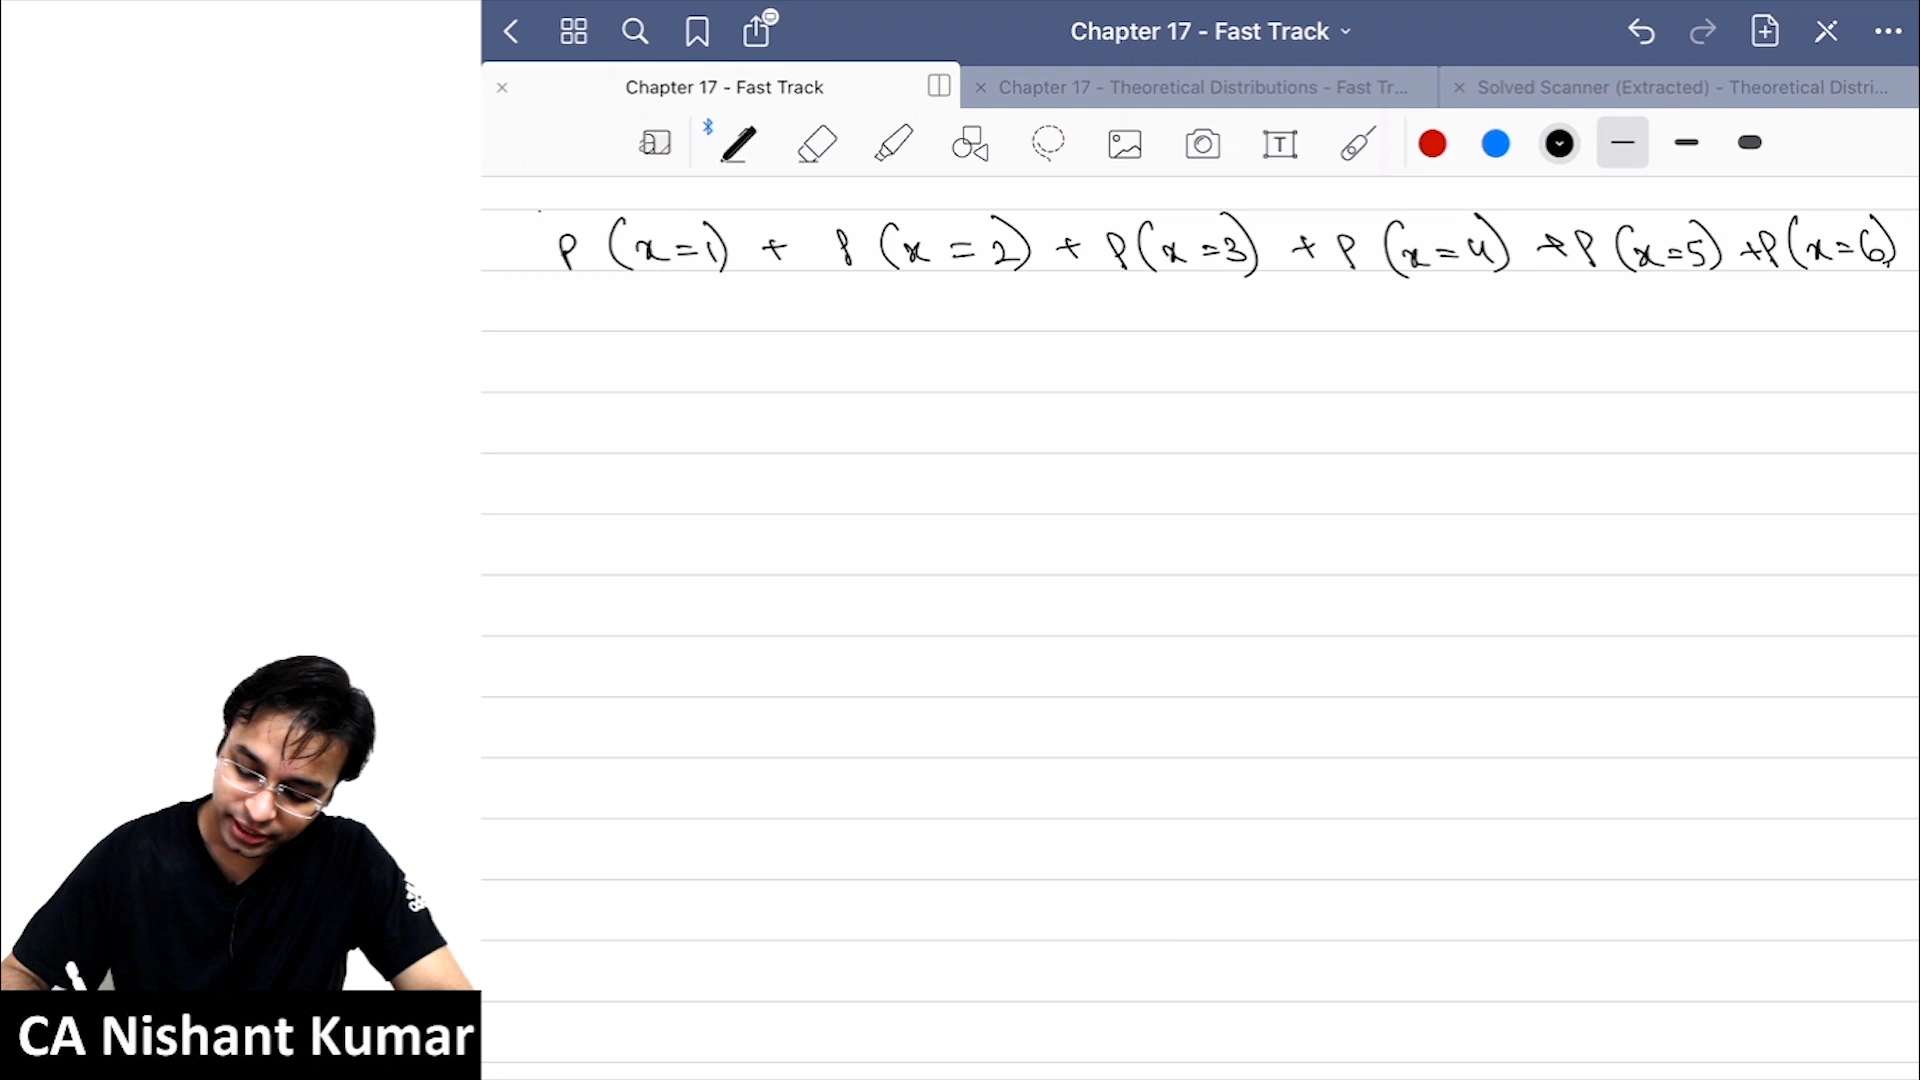 Chapter 17 - Fast Track
Chapter 17 - Fast Track
Chapter 17 - Theoretical Distributions - Fast Tr...
Solved Scanner (Extracted) - Theoretical Distri...
P (x=1) + P (x=2) + P(x=3) + P (x=4) + P (x=5) + P(x=6)
CA Nishant Kumar